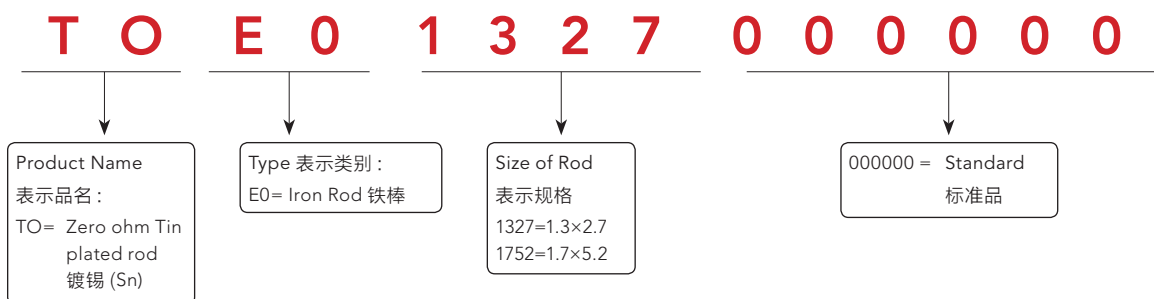 T O E 0 1 3 2 7 0 0 0 0 0 0
Product Name
表示品名 :
TO= Zero ohm Tin
plated rod
镀锡 (Sn)
Type 表示类别 :
E0= Iron Rod 铁棒
Size of Rod
表示规格
1327=1.3×2.7
1752=1.7×5.2
000000 = Standard
标准品